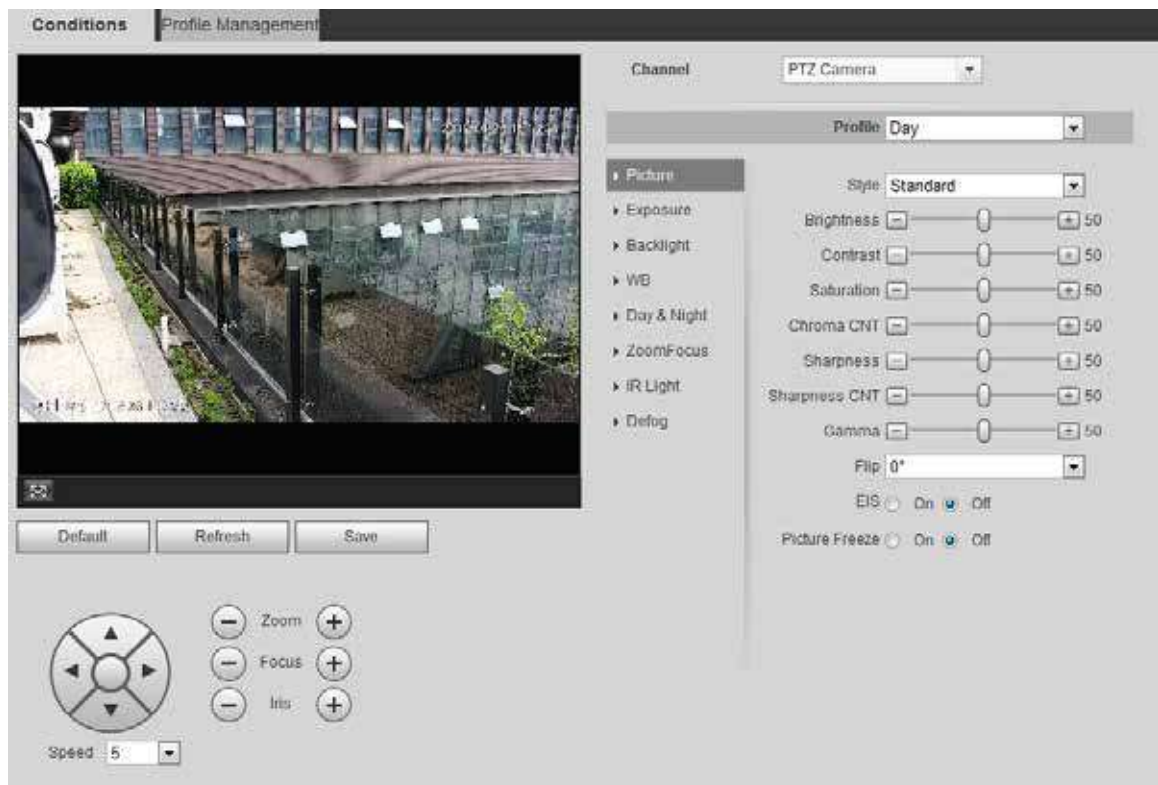 Conditions
Profile Management
Channel PTZ Camera
Profile Day
Picture
Exposure
Backlight
WB
Day & Night
ZoomFocus
IR Light
Defog
Style Standard
Brightness 50
Contrast 50
Saturation 50
Chroma CNT 50
Sharpness 50
Sharpness CNT 50
Gamma 50
Flip 0°
EIS On Off
Picture Freeze On Off
Default Refresh Save
Zoom
Focus
Iris
Speed 5